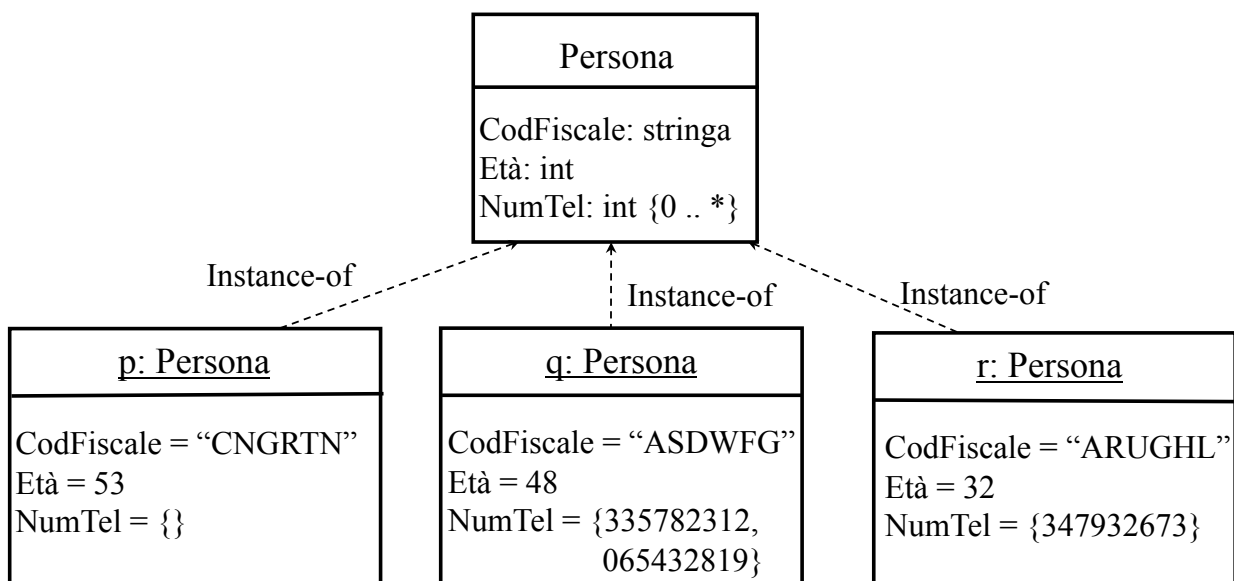 Persona
CodFiscale: stringa
Età: int
NumTel: int {0 .. *}
Instance-of
Instance-of
Instance-of
p: Persona
CodFiscale = “CNGRTN”
Età = 53
NumTel = {}
q: Persona
CodFiscale = “ASDWFG”
Età = 48
NumTel = {335782312,
065432819}
r: Persona
CodFiscale = “ARUGHL”
Età = 32
NumTel = {347932673}